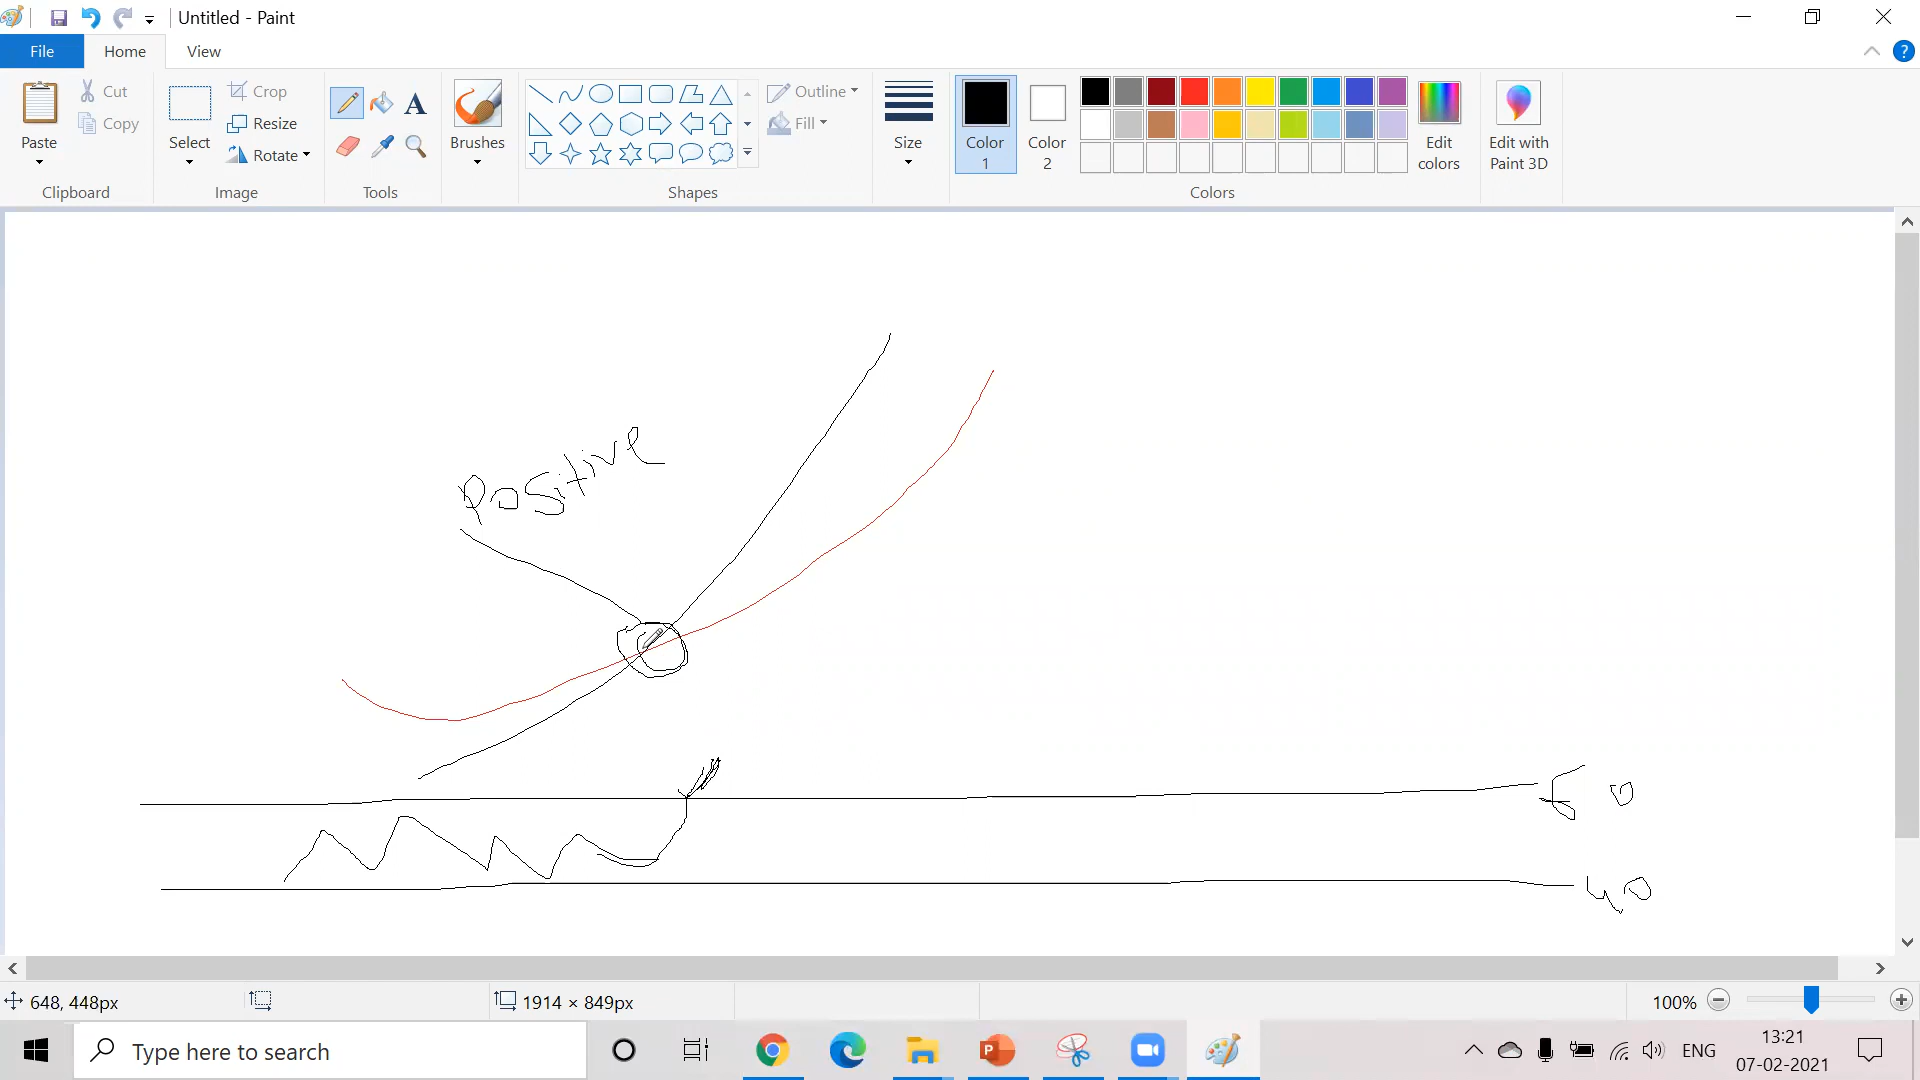 Untitled - Paint
File Home View
Paste
Clipboard
Cut
Copy
Select
Crop
Resize
Rotate
Image
Tools
Brushes
Shapes
Outline
Fill
Size
Color 1
Color 2
Colors
Edit colors
Edit with Paint 3D
Positive
60
40
648, 448px
1914 × 849px
100%
Type here to search
ENG
13:21
07-02-2021